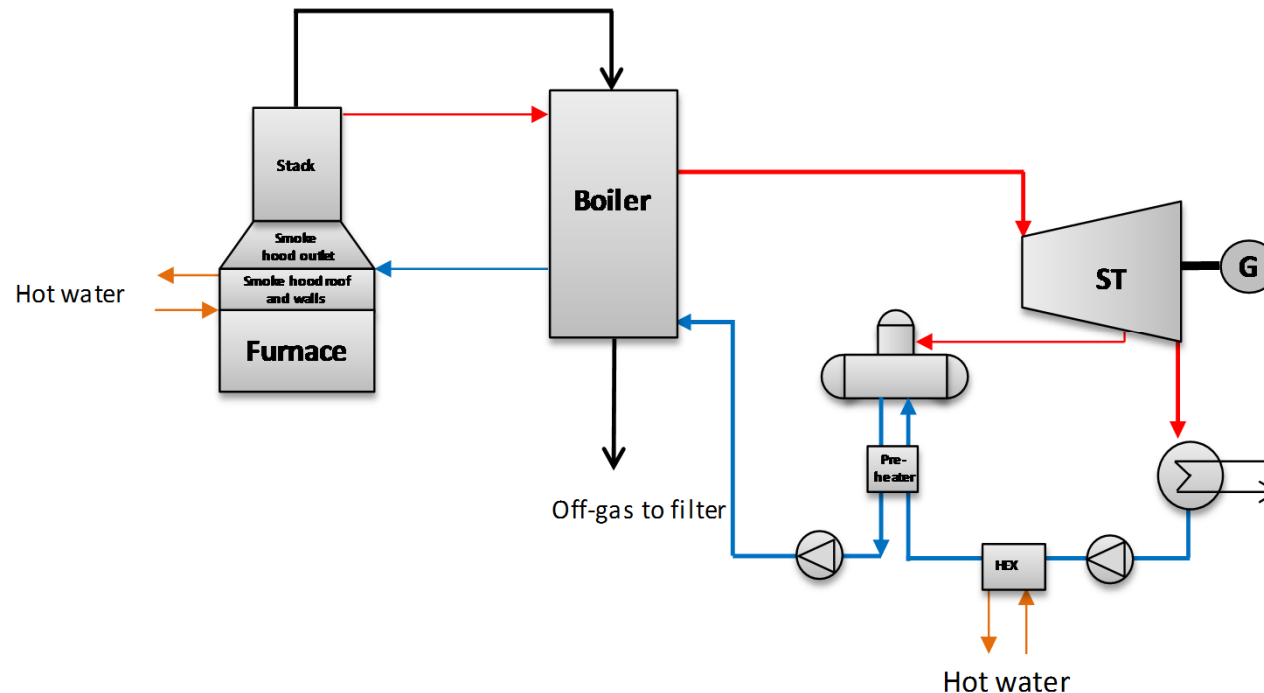 Stack
Smoke
hood outlet
Smoke hood roof
and walls
Furnace
Hot water
Boiler
Off-gas to filter
ST
G
Pre-
heater
HEX
Hot water